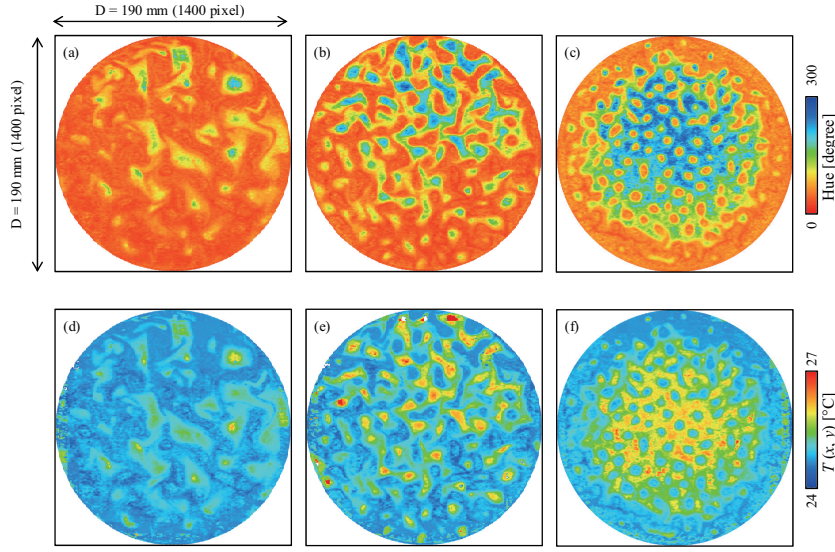 D = 190 mm (1400 pixel)
D = 190 mm (1400 pixel)
(a)
(b)
(c)
300
Hue [degree]
0
(d)
(e)
(f)
27
T (x, y) [°C]
24